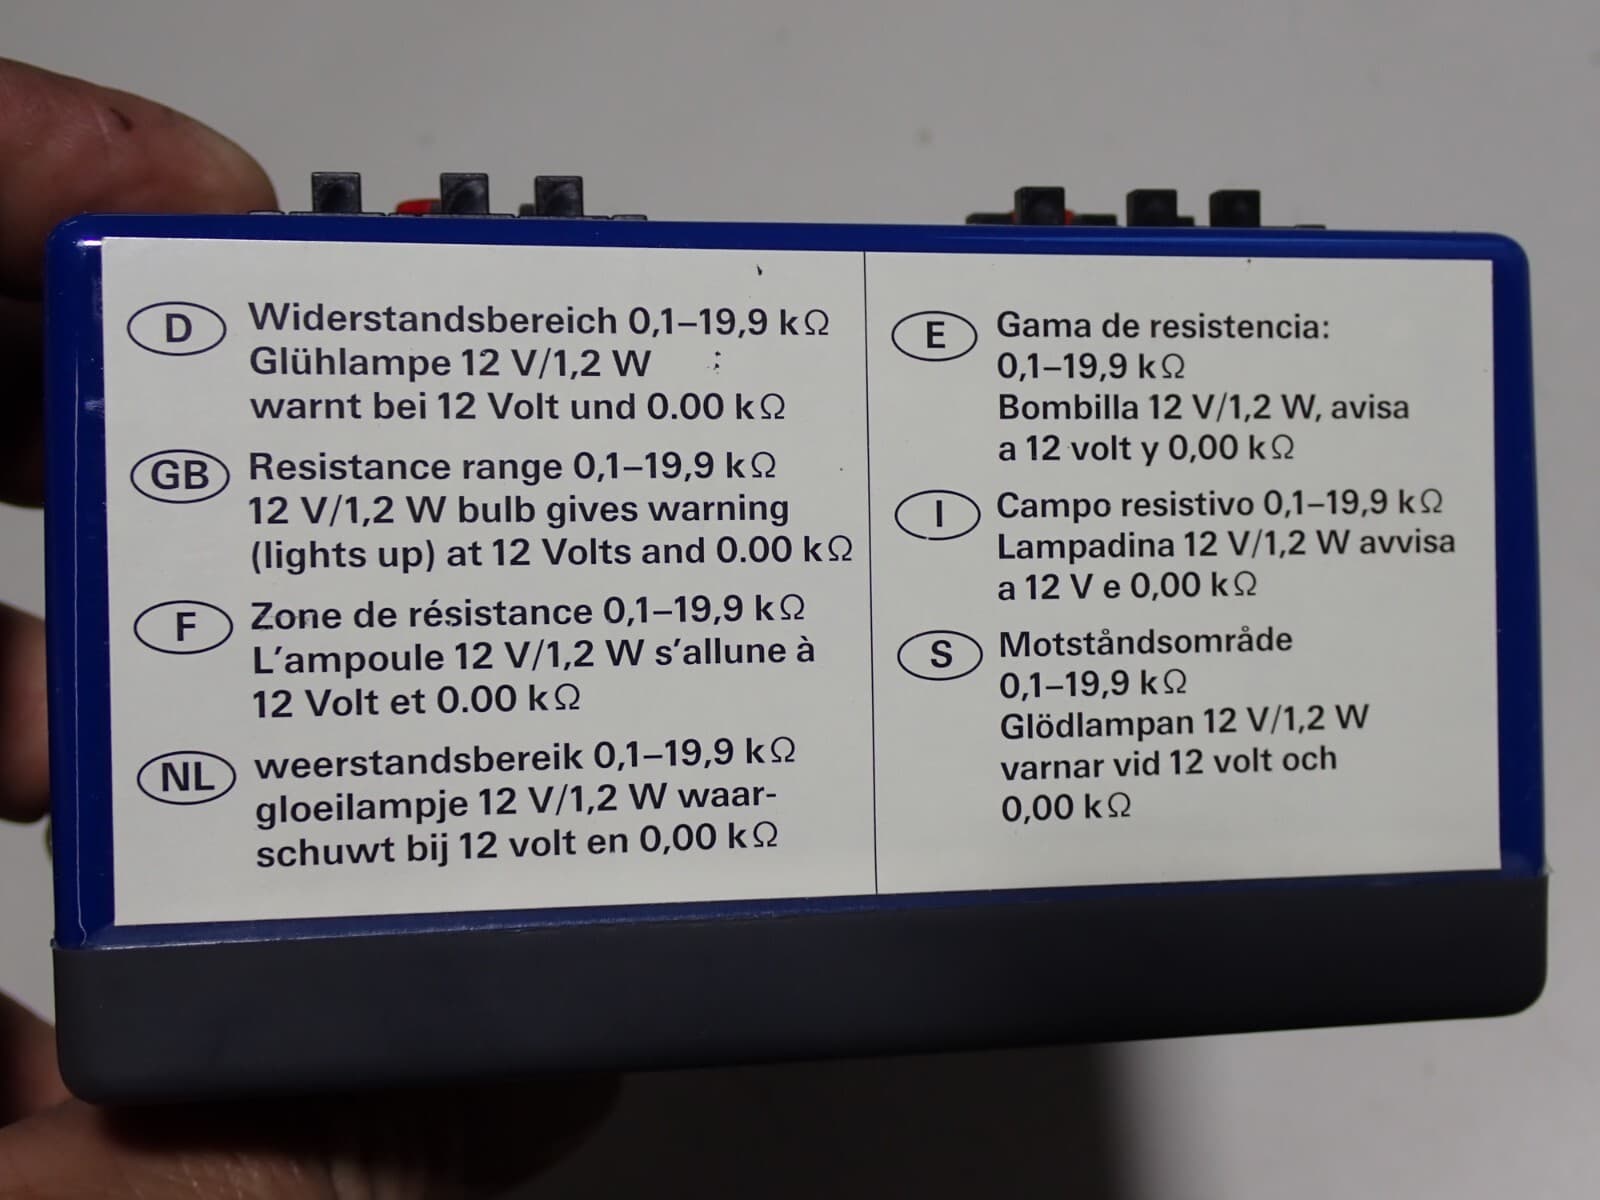 D
Widerstandsbereich 0,1–19,9 kΩ
Glühlampe 12 V/1,2 W
warnt bei 12 Volt und 0.00 kΩ
GB
Resistance range 0,1–19,9 kΩ
12 V/1,2 W bulb gives warning
(lights up) at 12 Volts and 0.00 kΩ
F
Zone de résistance 0,1–19,9 kΩ
L'ampoule 12 V/1,2 W s'allune à
12 Volt et 0.00 kΩ
NL
weerstandsbereik 0,1–19,9 kΩ
gloeilampje 12 V/1,2 W waar-
schuwt bij 12 volt en 0,00 kΩ
E
Gama de resistencia:
0,1–19,9 kΩ
Bombilla 12 V/1,2 W, avisa
a 12 volt y 0,00 kΩ
I
Campo resistivo 0,1–19,9 kΩ
Lampadina 12 V/1,2 W avvisa
a 12 V e 0,00 kΩ
S
Motståndsområde
0,1–19,9 kΩ
Glödlampan 12 V/1,2 W
varnar vid 12 volt och
0,00 kΩ